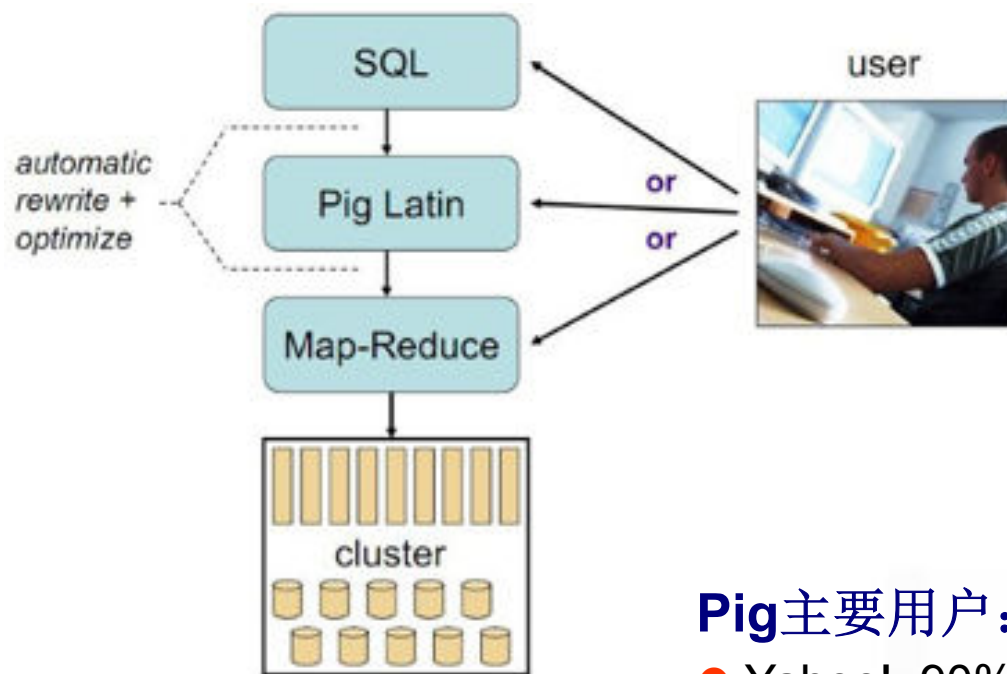 SQL
user
automatic
rewrite +
optimize
Pig Latin
or
or
Map-Reduce
cluster
Pig主要用户：